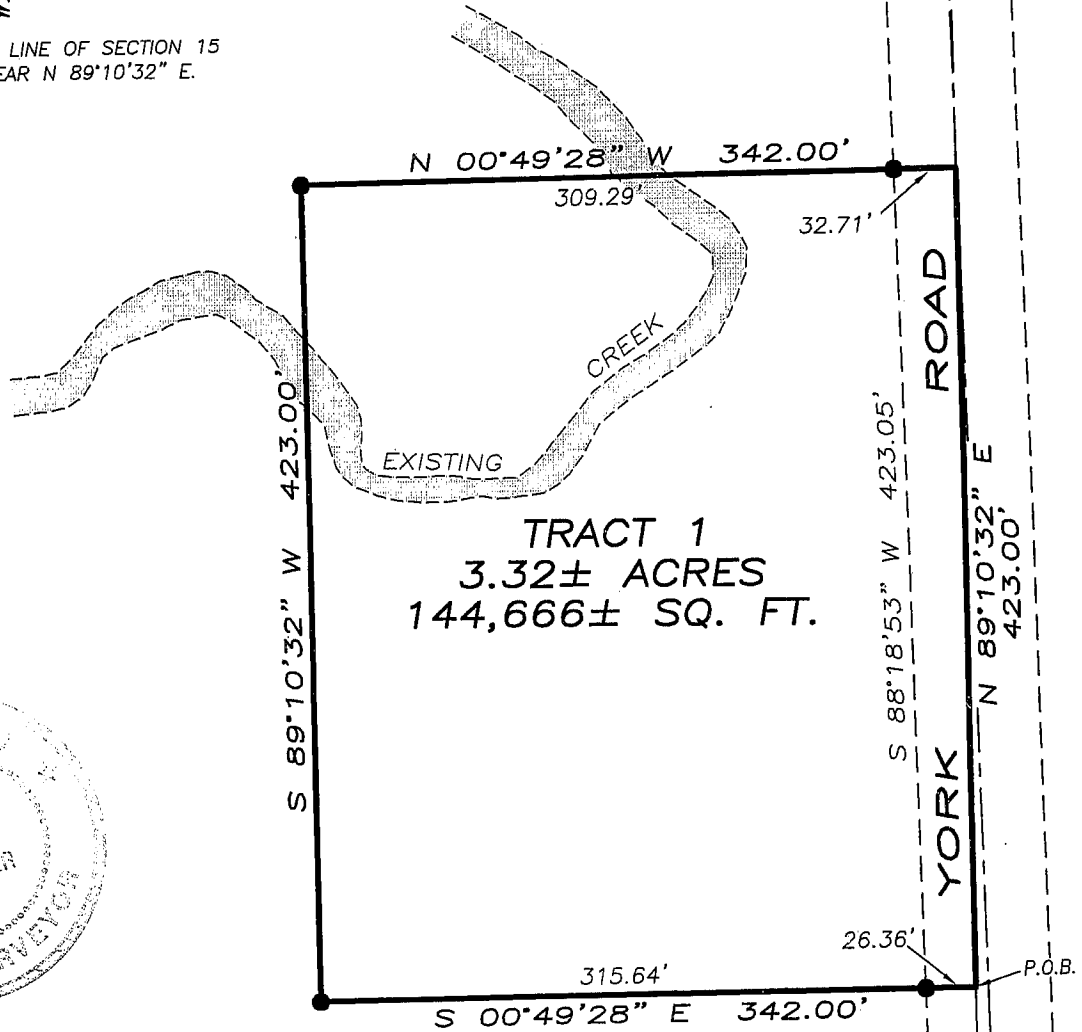 LINE OF SECTION 15
EAR N 89°10'32" E.
N 00°49'28" W 342.00'
309.29'
32.71'
ROAD
CREEK
EXISTING
S 89°10'32" W 423.00'
S 88°18'53" W 423.05'
N 89°10'32" E
423.00'
TRACT 1
3.32± ACRES
144,666± SQ. FT.
YORK
26.36'
P.O.B.
315.64'
S 00°49'28" E 342.00'